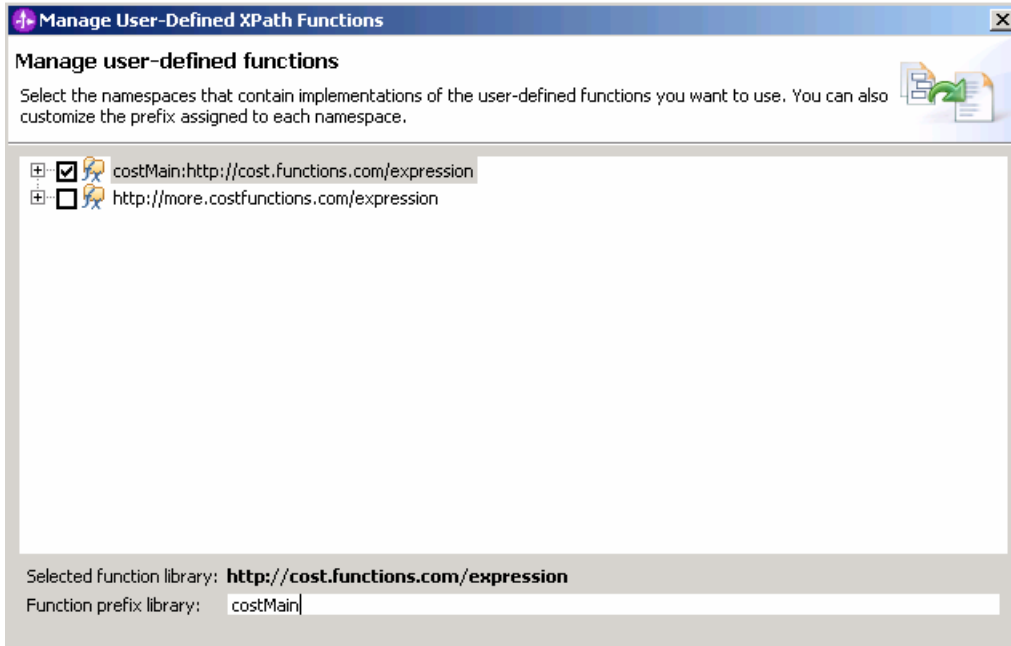 Manage User-Defined XPath Functions
Manage user-defined functions
Select the namespaces that contain implementations of the user-defined functions you want to use. You can also
customize the prefix assigned to each namespace.
costMain:http://cost.functions.com/expression
http://more.costfunctions.com/expression
Selected function library: http://cost.functions.com/expression
Function prefix library: costMain